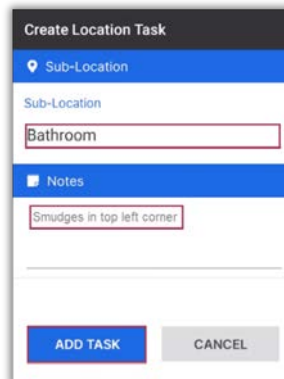 Create Location Task
Sub-Location
Sub-Location
Bathroom
Notes
Smudges in top left corner
ADD TASK CANCEL